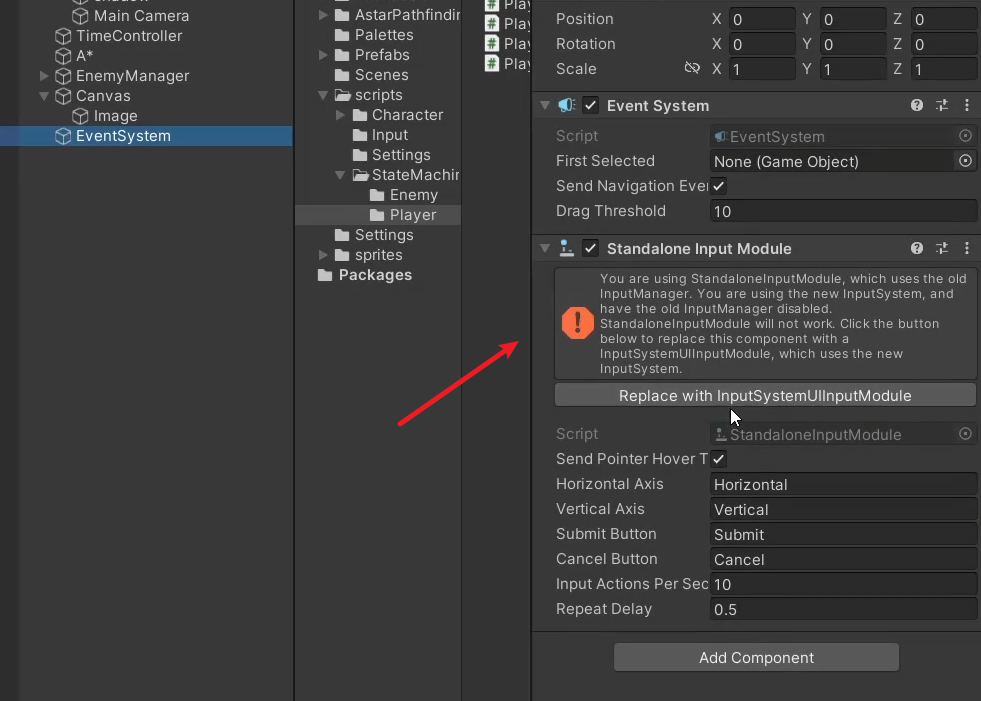 Main Camera
TimeController
A*
EnemyManager
Canvas
Image
EventSystem
AstarPathfindin
Palettes
Prefabs
Scenes
scripts
Character
Input
Settings
StateMachin
Enemy
Player
Settings
sprites
Packages
Play
Play
Play
Play
Position X 0 Y 0 Z 0
Rotation X 0 Y 0 Z 0
Scale X 1 Y 1 Z 1
Event System
Script EventSystem
First Selected None (Game Object)
Send Navigation Even
Drag Threshold 10
Standalone Input Module
You are using StandaloneInputModule, which uses the old
InputManager. You are using the new InputSystem, and
have the old InputManager disabled.
StandaloneInputModule will not work. Click the button
below to replace this component with a
InputSystemUIInputModule, which uses the new
InputSystem.
Replace with InputSystemUIInputModule
Script StandaloneInputModule
Send Pointer Hover T
Horizontal Axis Horizontal
Vertical Axis Vertical
Submit Button Submit
Cancel Button Cancel
Input Actions Per Sec 10
Repeat Delay 0.5
Add Component